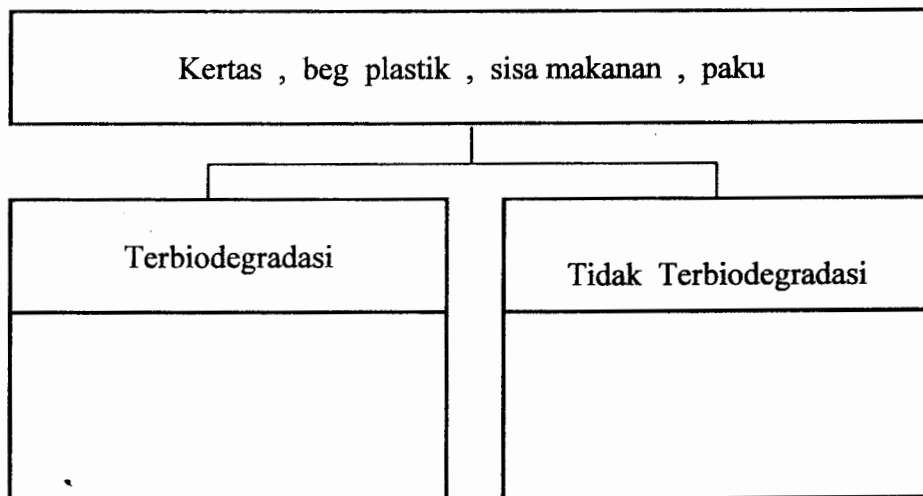 Kertas , beg plastik , sisa makanan , paku
Terbiodegradasi
Tidak Terbiodegradasi